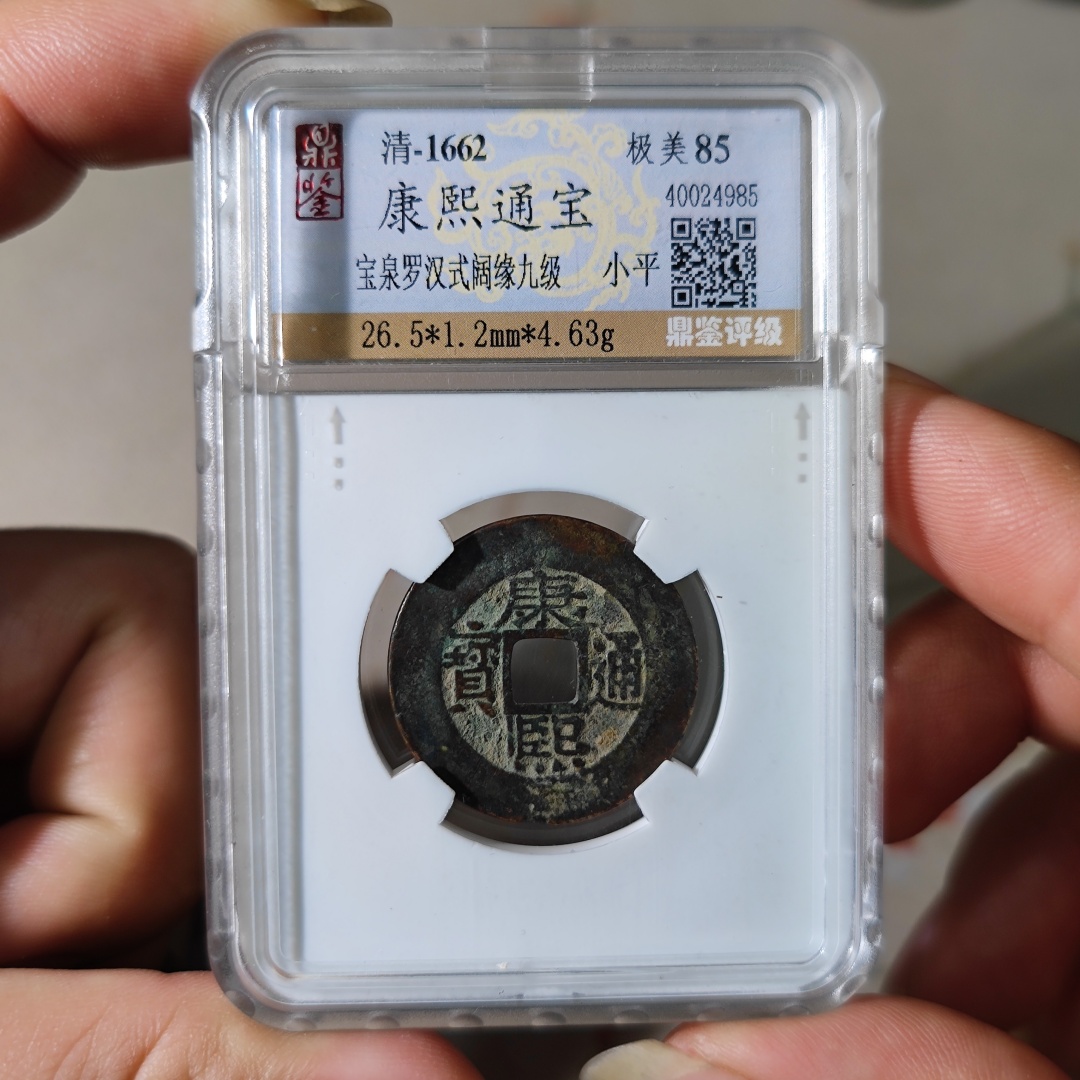 鼎鉴
清-1662 极美85
康熙通宝 40024985
宝泉罗汉式阔缘九级 小平
26.5*1.2mm*4.63g 鼎鉴评级
康熙通寳